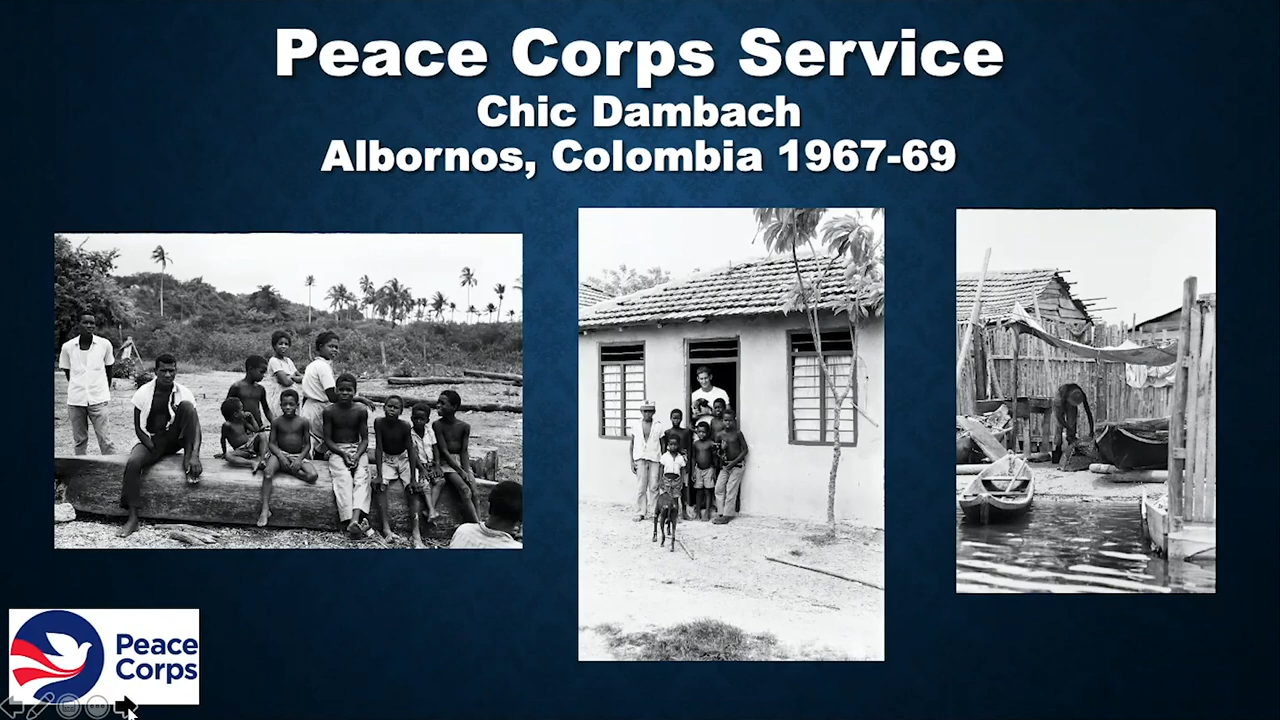 Peace Corps Service
Chic Dambach
Albornos, Colombia 1967-69
Peace
Corps